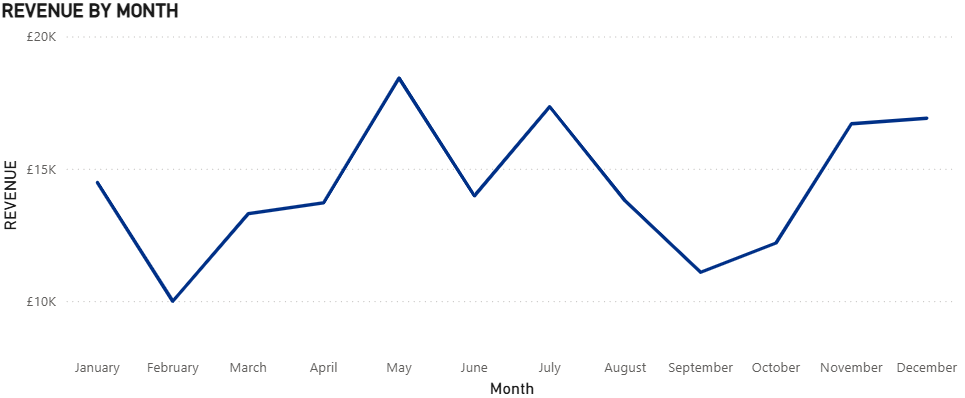 REVENUE BY MONTH
£20K
£15K
£10K
REVENUE
January February March April May June July August September October November December
Month